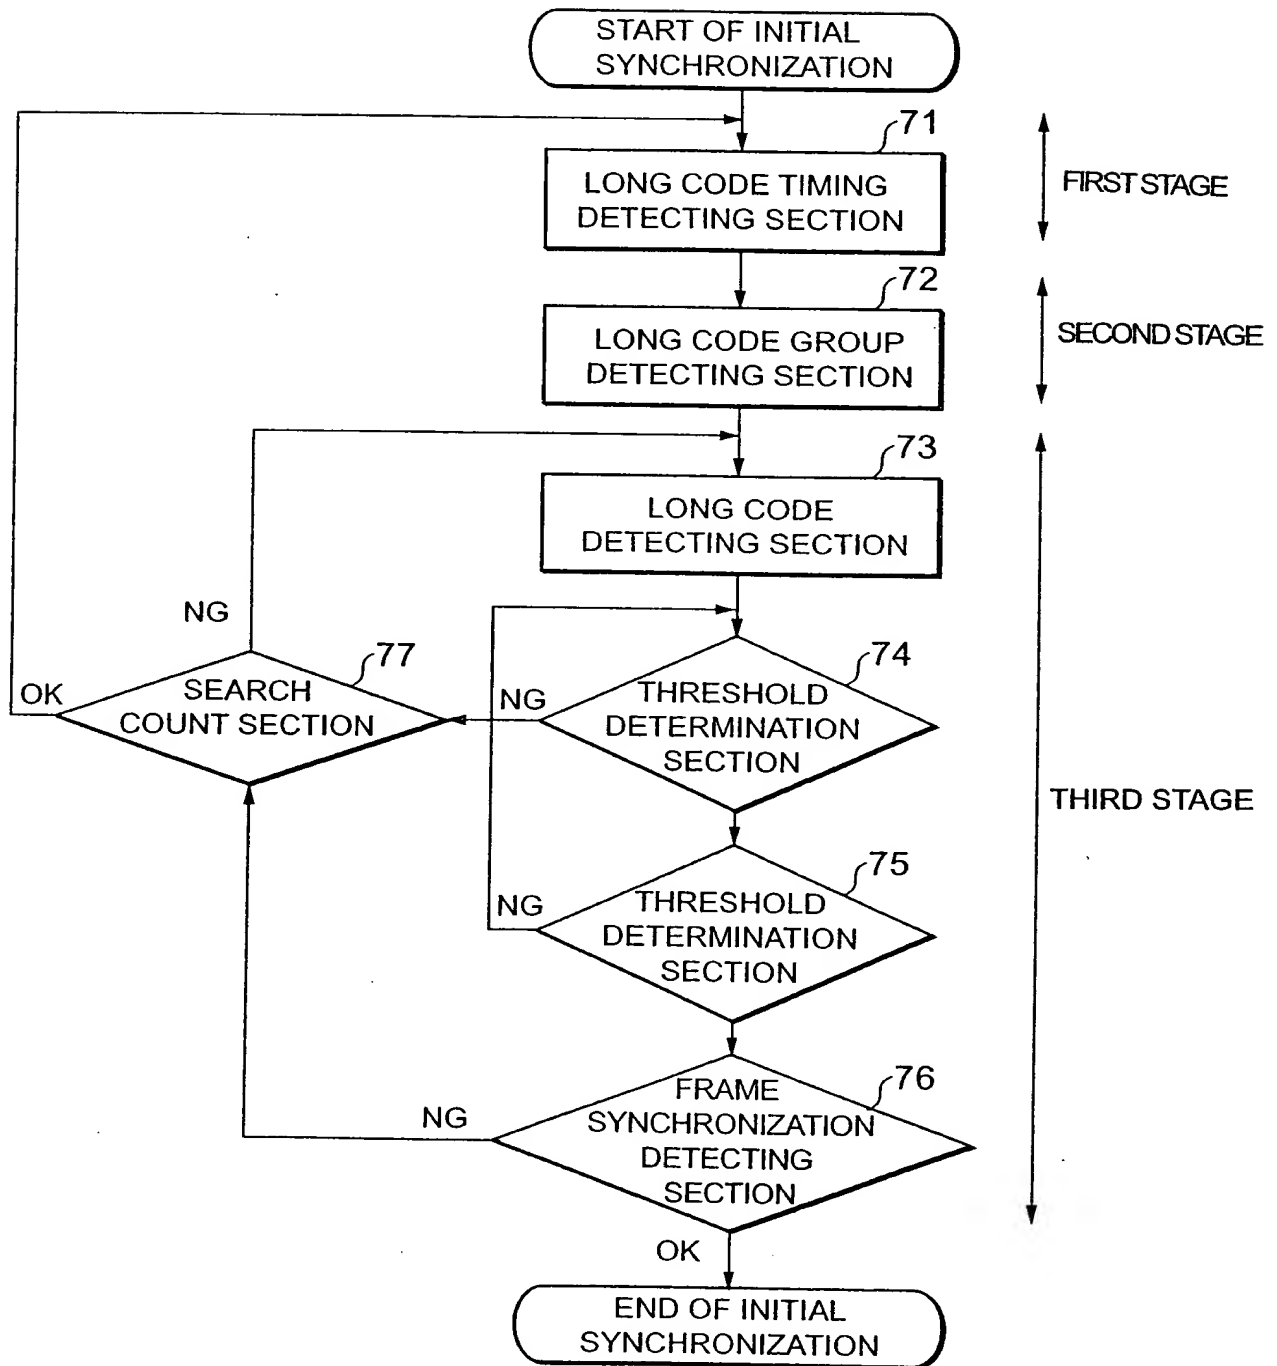 START OF INITIAL
SYNCHRONIZATION
71
LONG CODE TIMING
DETECTING SECTION
FIRST STAGE
72
LONG CODE GROUP
DETECTING SECTION
SECOND STAGE
73
LONG CODE
DETECTING SECTION
NG
77
OK
SEARCH
COUNT SECTION
NG
74
THRESHOLD
DETERMINATION
SECTION
THIRD STAGE
75
NG
THRESHOLD
DETERMINATION
SECTION
76
NG
FRAME
SYNCHRONIZATION
DETECTING
SECTION
OK
END OF INITIAL
SYNCHRONIZATION